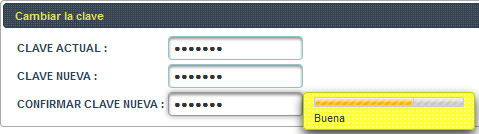 Cambiar la clave
CLAVE ACTUAL : •••••••
CLAVE NUEVA : •••••••
CONFIRMAR CLAVE NUEVA : •••••••
Buena